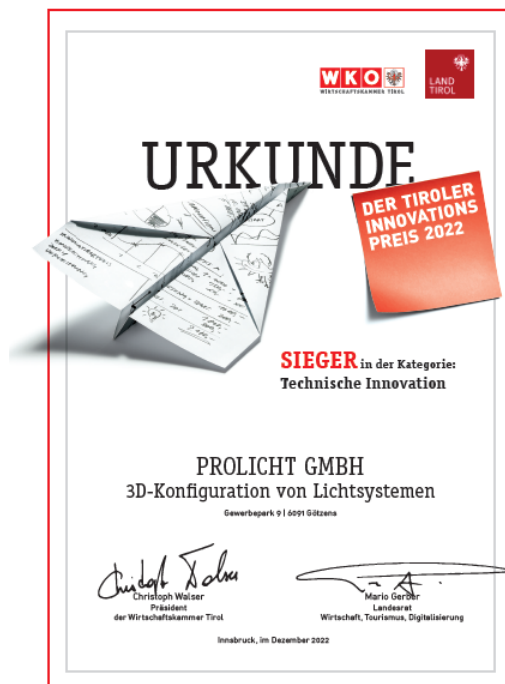 WKO
WIRTSCHAFTSKAMMER TIROL
LAND
TIROL
URKUNDE
DER TIROLER
INNOVATIONS
PREIS 2022
SIEGER in der Kategorie:
Technische Innovation
PROLICHT GMBH
3D-Konfiguration von Lichtsystemen
Gewerbepark 9 | 6091 Götzens
Christoph Walser
Präsident
der Wirtschaftskammer Tirol
Mario Gerber
Landesrat
Wirtschaft, Tourismus, Digitalisierung
Innsbruck, im Dezember 2022